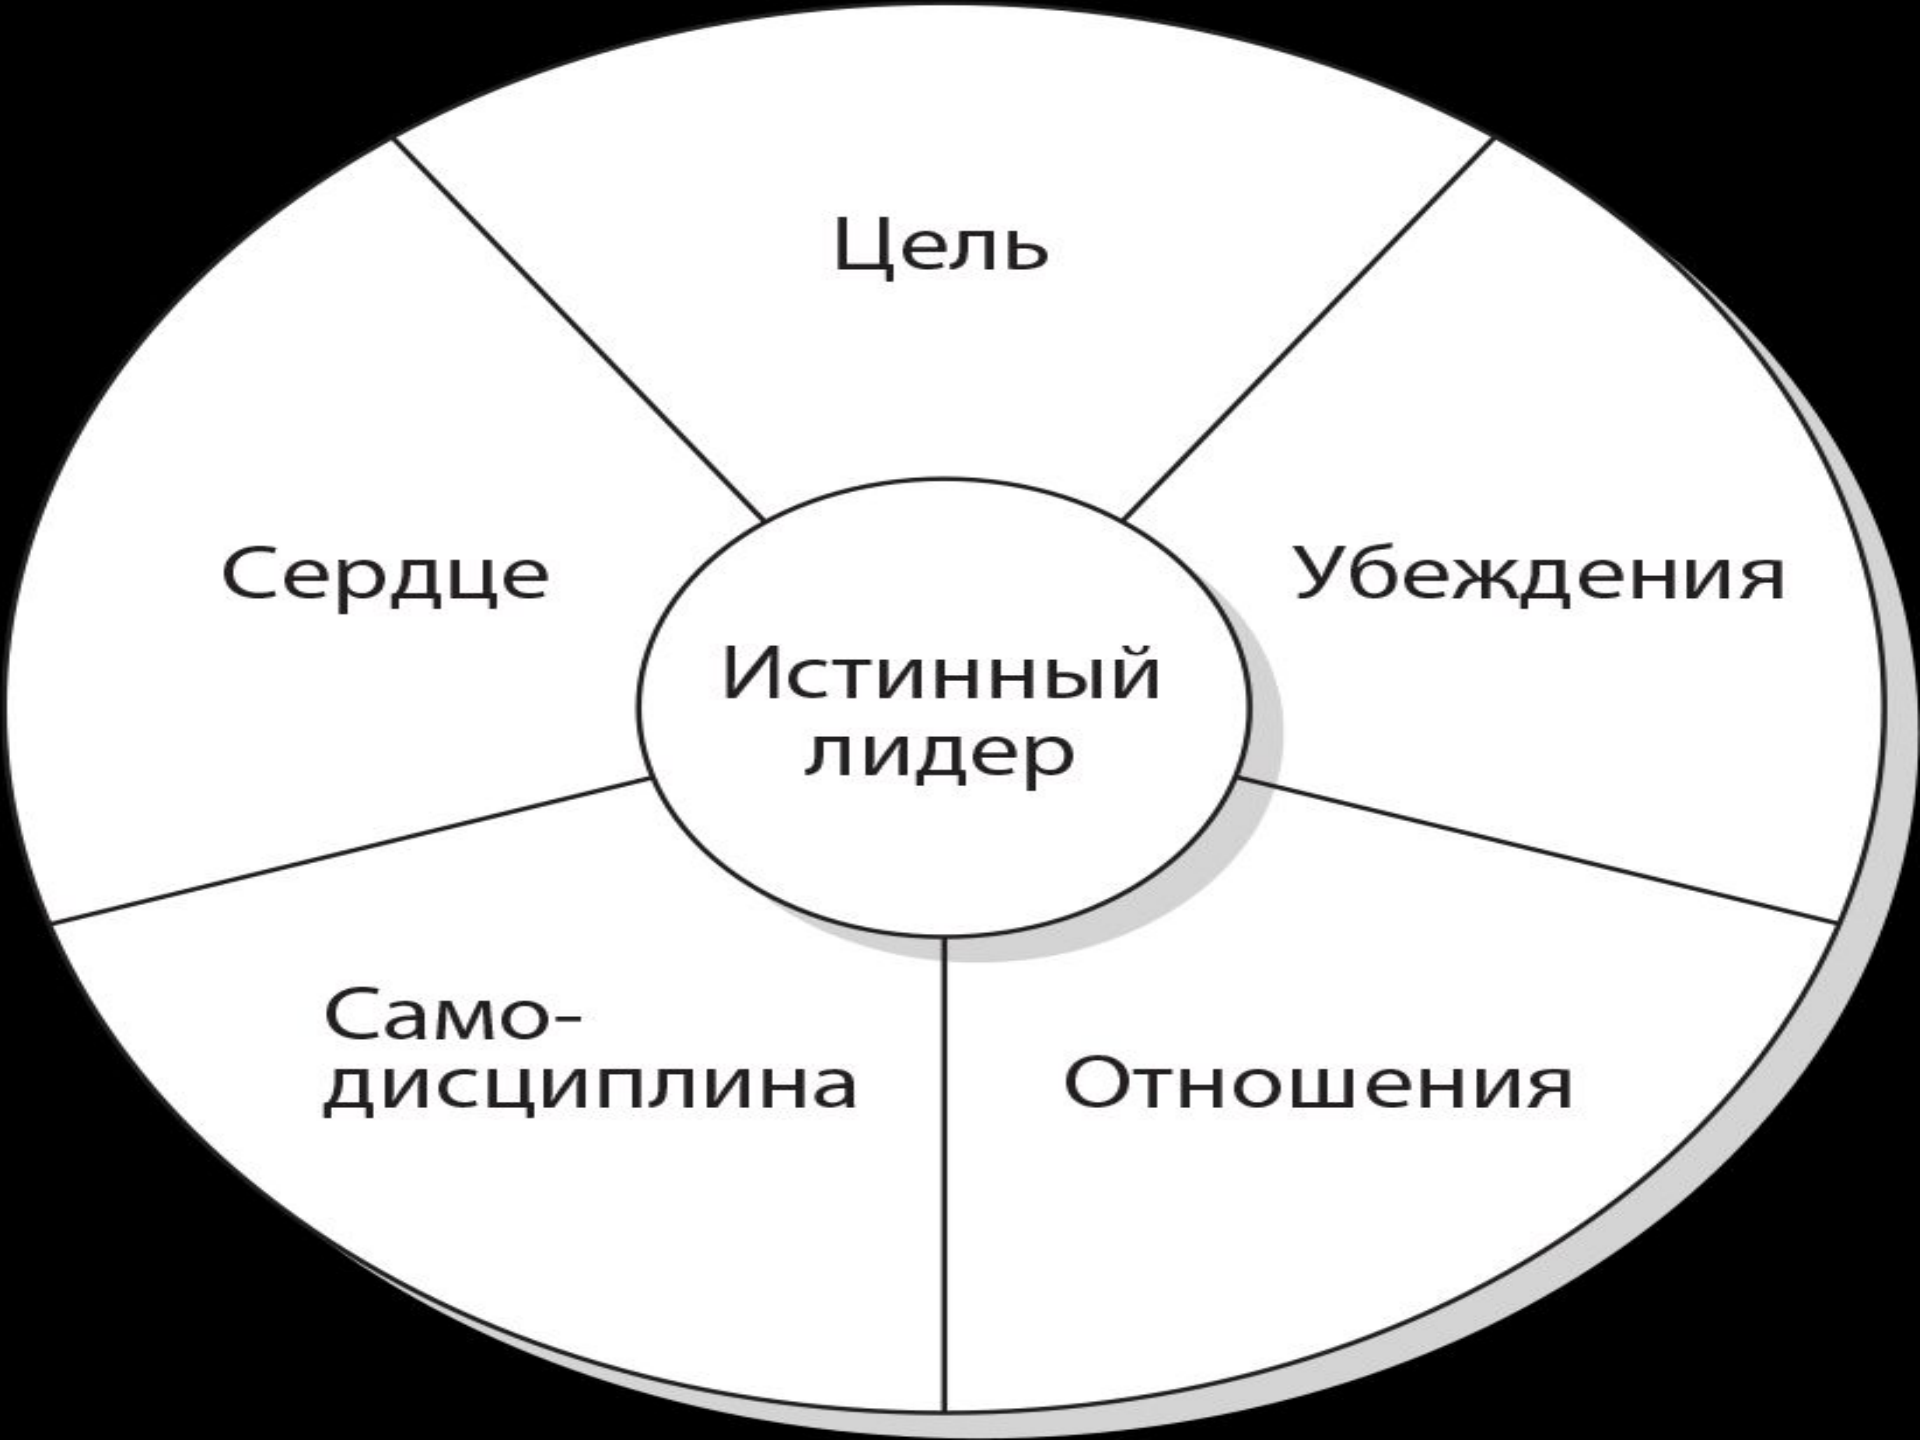 Цель
Сердце
Убеждения
Истинный
лидер
Само-
дисциплина
Отношения